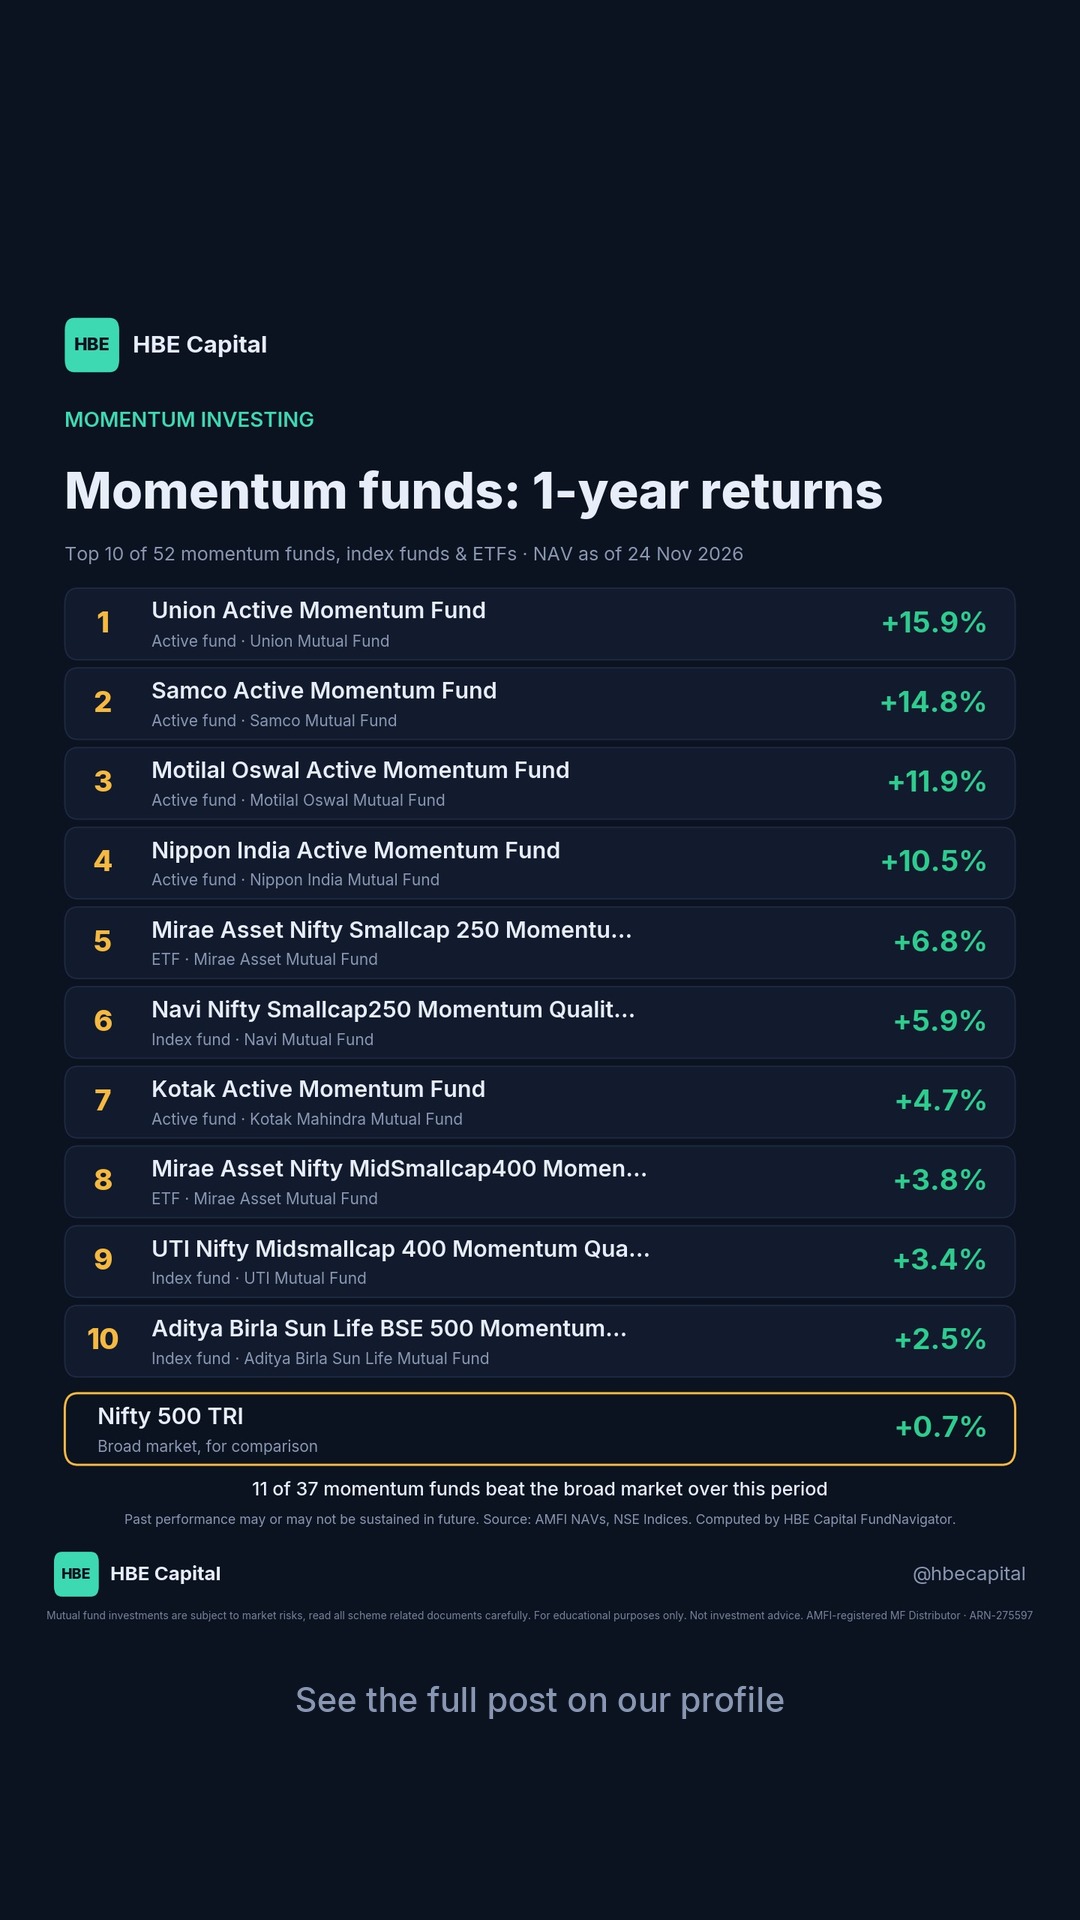 HBE HBE Capital
MOMENTUM INVESTING
Momentum funds: 1-year returns
Top 10 of 52 momentum funds, index funds & ETFs · NAV as of 24 Nov 2026
1 Union Active Momentum Fund +15.9%
Active fund · Union Mutual Fund
2 Samco Active Momentum Fund +14.8%
Active fund · Samco Mutual Fund
3 Motilal Oswal Active Momentum Fund +11.9%
Active fund · Motilal Oswal Mutual Fund
4 Nippon India Active Momentum Fund +10.5%
Active fund · Nippon India Mutual Fund
5 Mirae Asset Nifty Smallcap 250 Momentu... +6.8%
ETF · Mirae Asset Mutual Fund
6 Navi Nifty Smallcap250 Momentum Qualit... +5.9%
Index fund · Navi Mutual Fund
7 Kotak Active Momentum Fund +4.7%
Active fund · Kotak Mahindra Mutual Fund
8 Mirae Asset Nifty MidSmallcap400 Momen... +3.8%
ETF · Mirae Asset Mutual Fund
9 UTI Nifty Midsmallcap 400 Momentum Qua... +3.4%
Index fund · UTI Mutual Fund
10 Aditya Birla Sun Life BSE 500 Momentum... +2.5%
Index fund · Aditya Birla Sun Life Mutual Fund
Nifty 500 TRI +0.7%
Broad market, for comparison
11 of 37 momentum funds beat the broad market over this period
Past performance may or may not be sustained in future. Source: AMFI NAVs, NSE Indices. Computed by HBE Capital FundNavigator.
HBE HBE Capital @hbecapital
Mutual fund investments are subject to market risks, read all scheme related documents carefully. For educational purposes only. Not investment advice. AMFI-registered MF Distributor · ARN-275597
See the full post on our profile